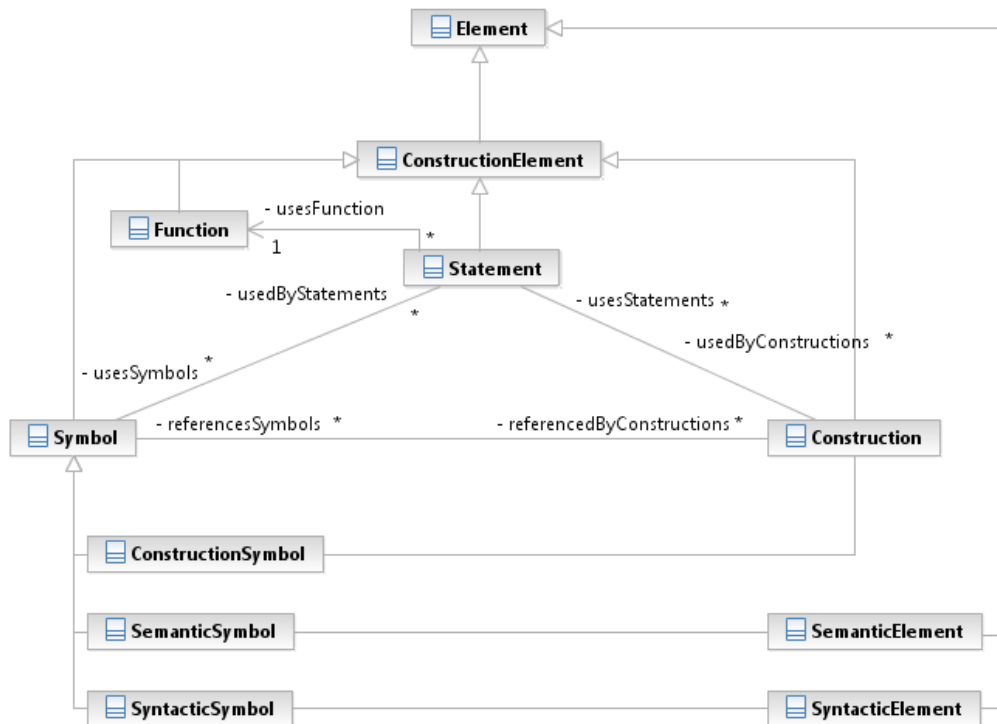 Element
ConstructionElement
- usesFunction
Function
1
*
Statement
- usedByStatements
*
- usesStatements *
- usedByConstructions *
*
- usesSymbols
- referencesSymbols *
- referencedByConstructions *
Symbol
Construction
ConstructionSymbol
SemanticSymbol
SemanticElement
SyntacticSymbol
SyntacticElement